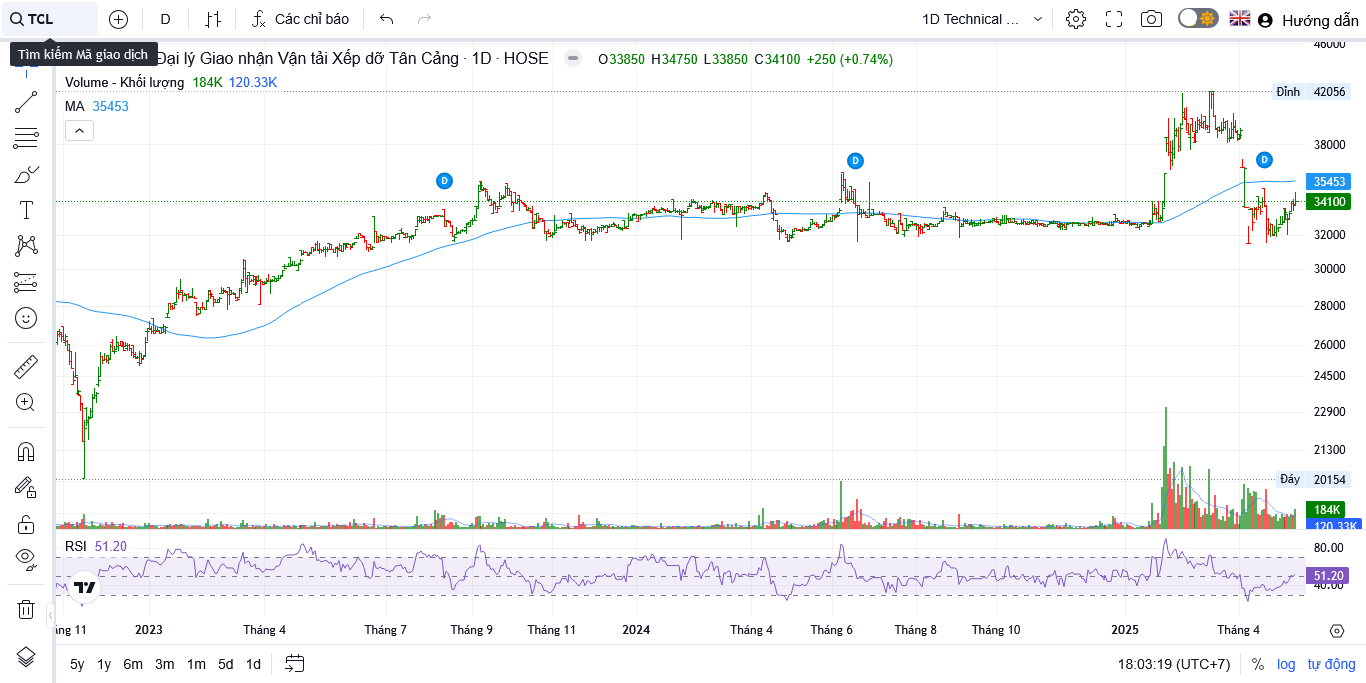 TCL
D
Các chỉ báo
1D Technical ...
Hướng dẫn
Tìm kiếm Mã giao dịch
Đại lý Giao nhận Vận tải Xếp dỡ Tân Cảng · 1D · HOSE
O33850 H34750 L33850 C34100 +250 (+0.74%)
Volume - Khối lượng 184K 120.33K
MA 35453
46000
Đỉnh 42056
38000
D
D
D
35453
34100
32000
30000
28000
26000
24500
22900
21300
Đáy 20154
184K
120.33K
RSI 51.20
80.00
51.20
40.00
ng 11 2023 Tháng 4 Tháng 7 Tháng 9 Tháng 11 2024 Tháng 4 Tháng 6 Tháng 8 Tháng 10 2025 Tháng 4
5y 1y 6m 3m 1m 5d 1d
18:03:19 (UTC+7) % log tự động